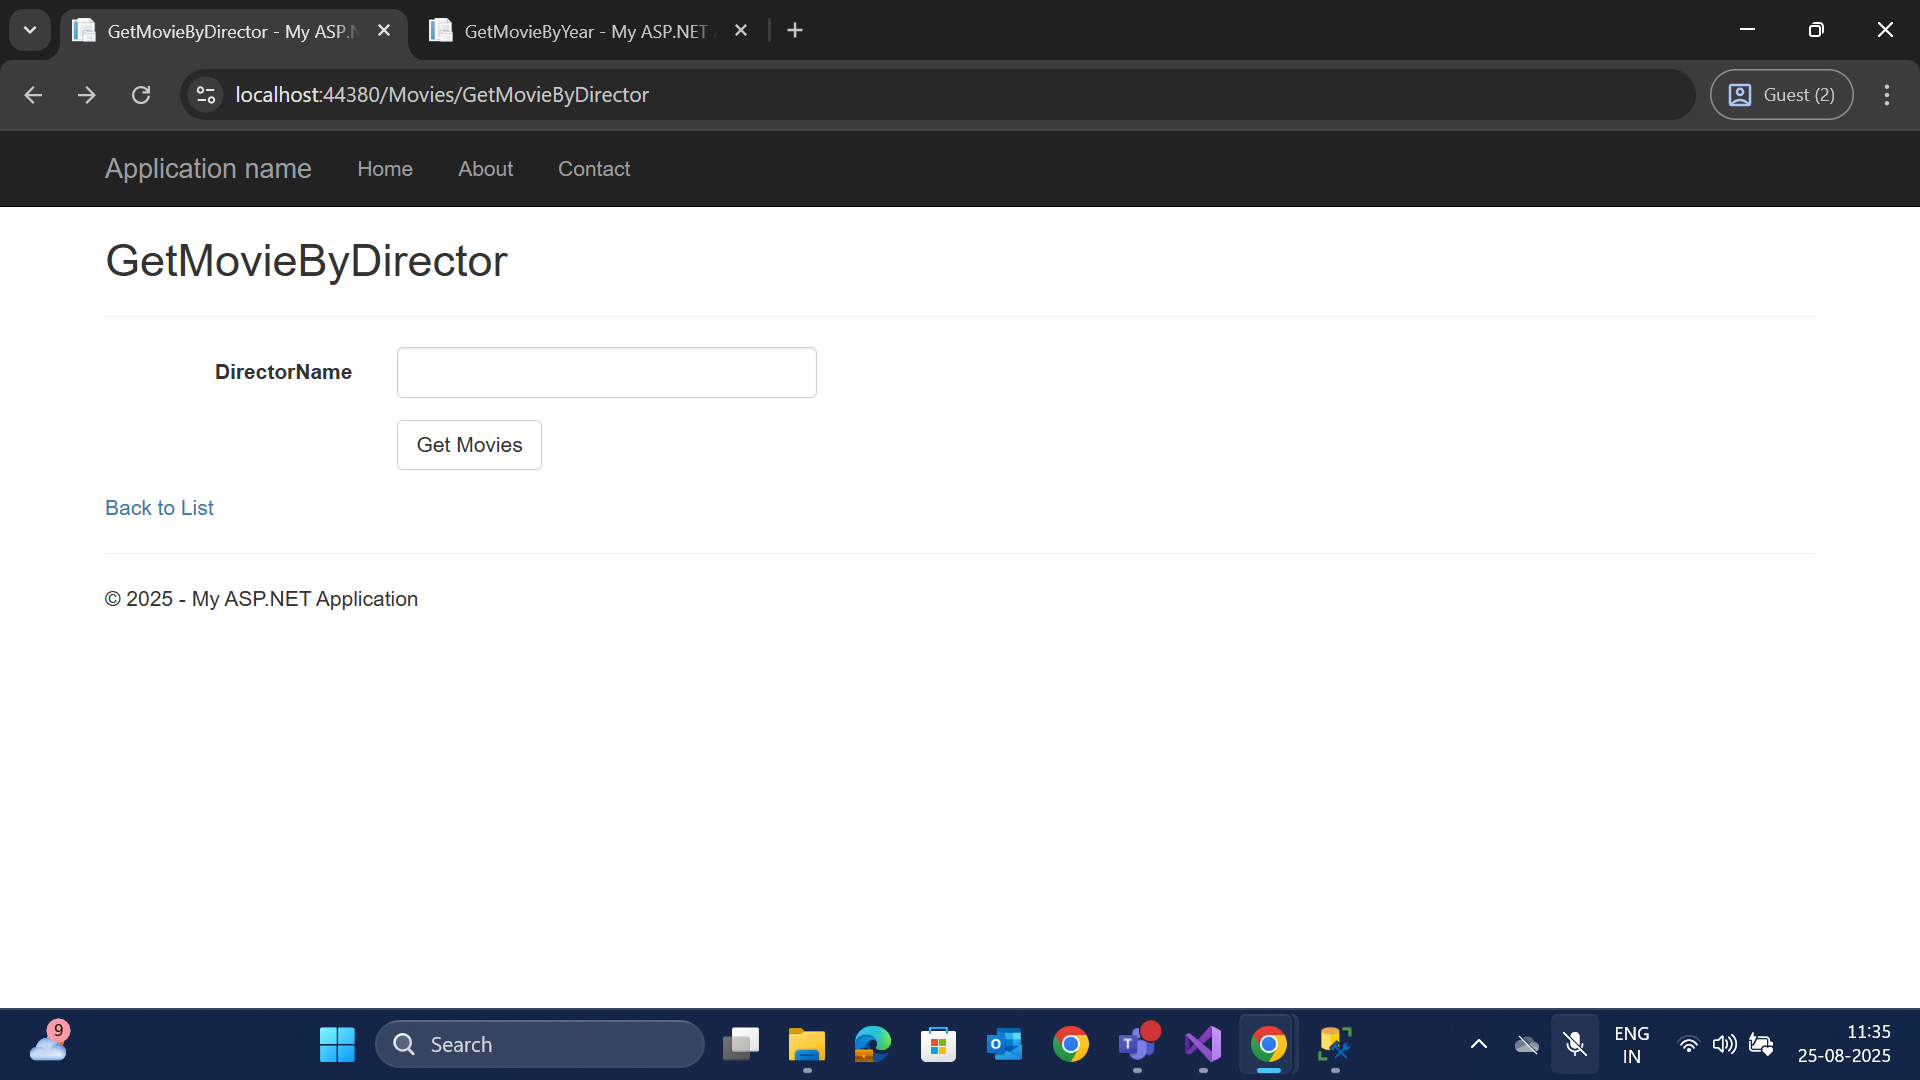 GetMovieByDirector - My ASP.N
GetMovieByYear - My ASP.NET
localhost:44380/Movies/GetMovieByDirector
Guest (2)
Application name
Home
About
Contact
GetMovieByDirector
DirectorName
Get Movies
Back to List
© 2025 - My ASP.NET Application
9
Search
ENG
IN
11:35
25-08-2025